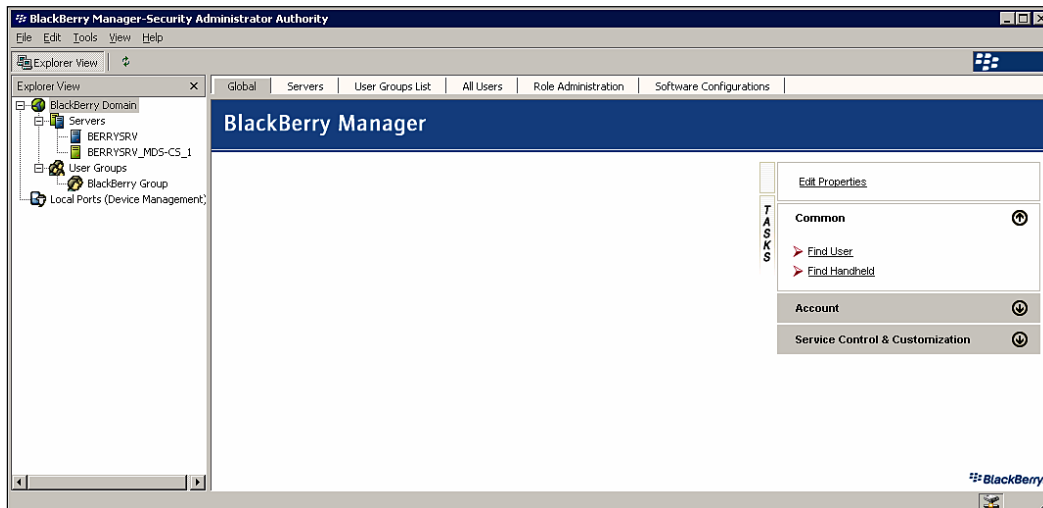 BlackBerry Manager-Security Administrator Authority
File Edit Tools View Help
Explorer View
Explorer View
Global Servers User Groups List All Users Role Administration Software Configurations
BlackBerry Domain
Servers
BERRYSRV
BERRYSRV_MDS-CS_1
User Groups
BlackBerry Group
Local Ports (Device Management)
BlackBerry Manager
TASKS
Edit Properties
Common
Find User
Find Handheld
Account
Service Control & Customization
BlackBerry